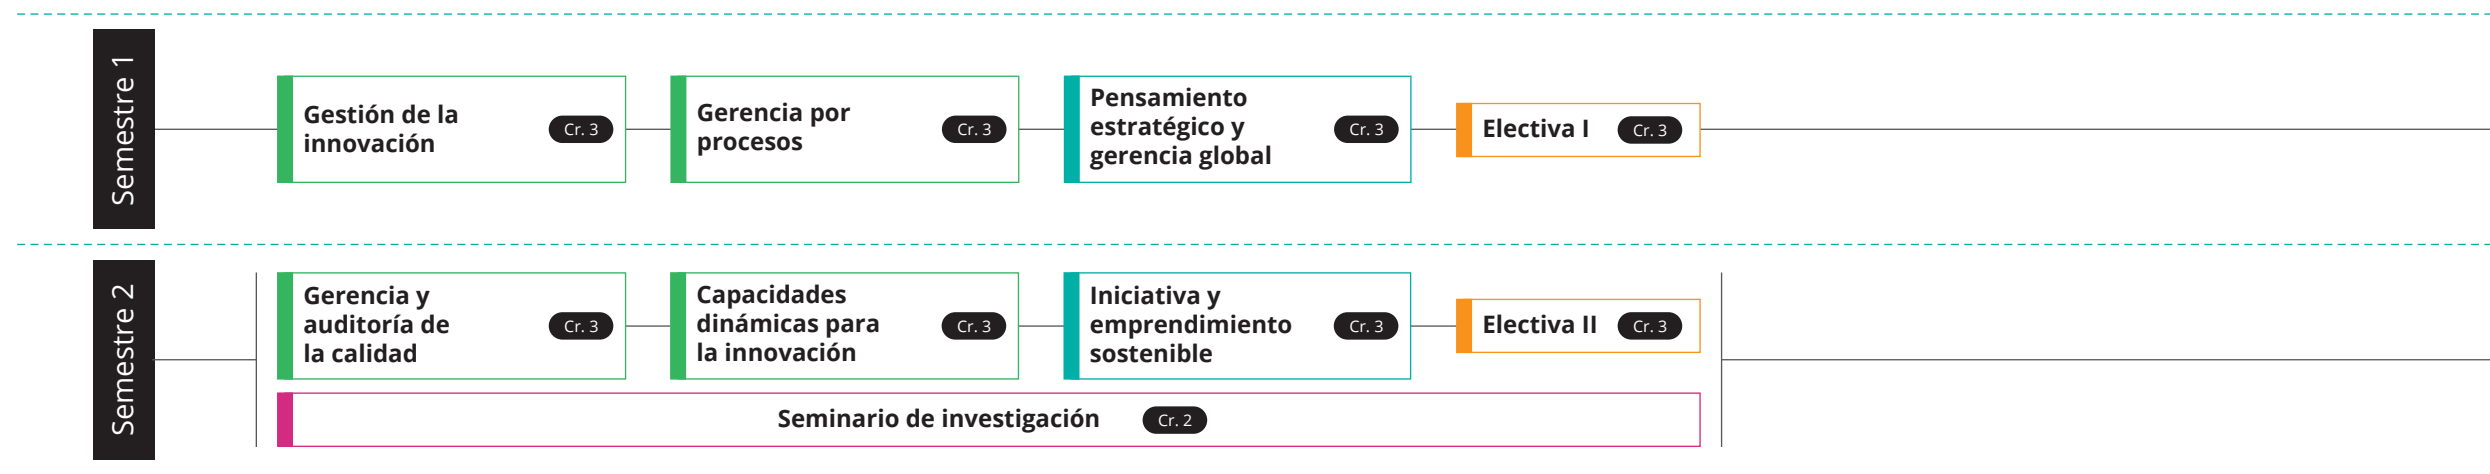 Semestre 1
Gestión de la
innovación
Cr. 3
Gerencia por
procesos
Cr. 3
Pensamiento
estratégico y
gerencia global
Cr. 3
Electiva I
Cr. 3
Semestre 2
Gerencia y
auditoría de
la calidad
Cr. 3
Capacidades
dinámicas para
la innovación
Cr. 3
Iniciativa y
emprendimiento
sostenible
Cr. 3
Electiva II
Cr. 3
Seminario de investigación
Cr. 2